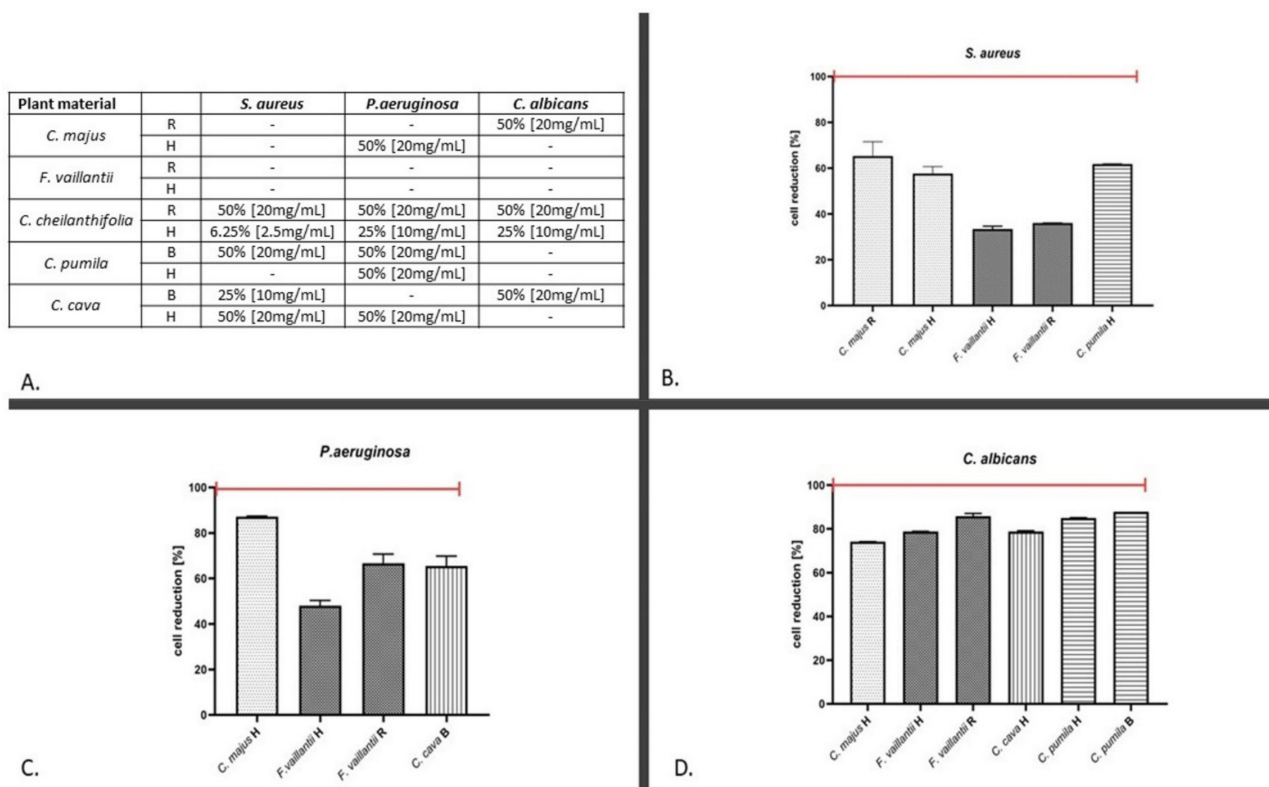 Plant material S. aureus P.aeruginosa C. albicans
C. majus R - - 50% [20mg/mL]
H - 50% [20mg/mL] -
F. vaillantii R - - -
H - - -
C. cheilanthifolia R 50% [20mg/mL] 50% [20mg/mL] 50% [20mg/mL]
H 6.25% [2.5mg/mL] 25% [10mg/mL] 25% [10mg/mL]
C. pumila B 50% [20mg/mL] 50% [20mg/mL] -
H - 50% [20mg/mL] -
C. cava B 25% [10mg/mL] - 50% [20mg/mL]
H 50% [20mg/mL] 50% [20mg/mL] -
A.
S. aureus
cell reduction [%]
100
80
60
40
20
0
C. majus R
C. majus H
F. vaillantii H
F. vaillantii R
C. pumila H
B.
P.aeruginosa
cell reduction [%]
100
80
60
40
20
0
C. majus H
F.vaillantii H
F. vaillantii R
C. cava B
C.
C. albicans
cell reduction [%]
100
80
60
40
20
0
C. majus H
F. vaillantii H
F. vaillantii R
C. cava H
C. pumila H
C. pumila B
D.